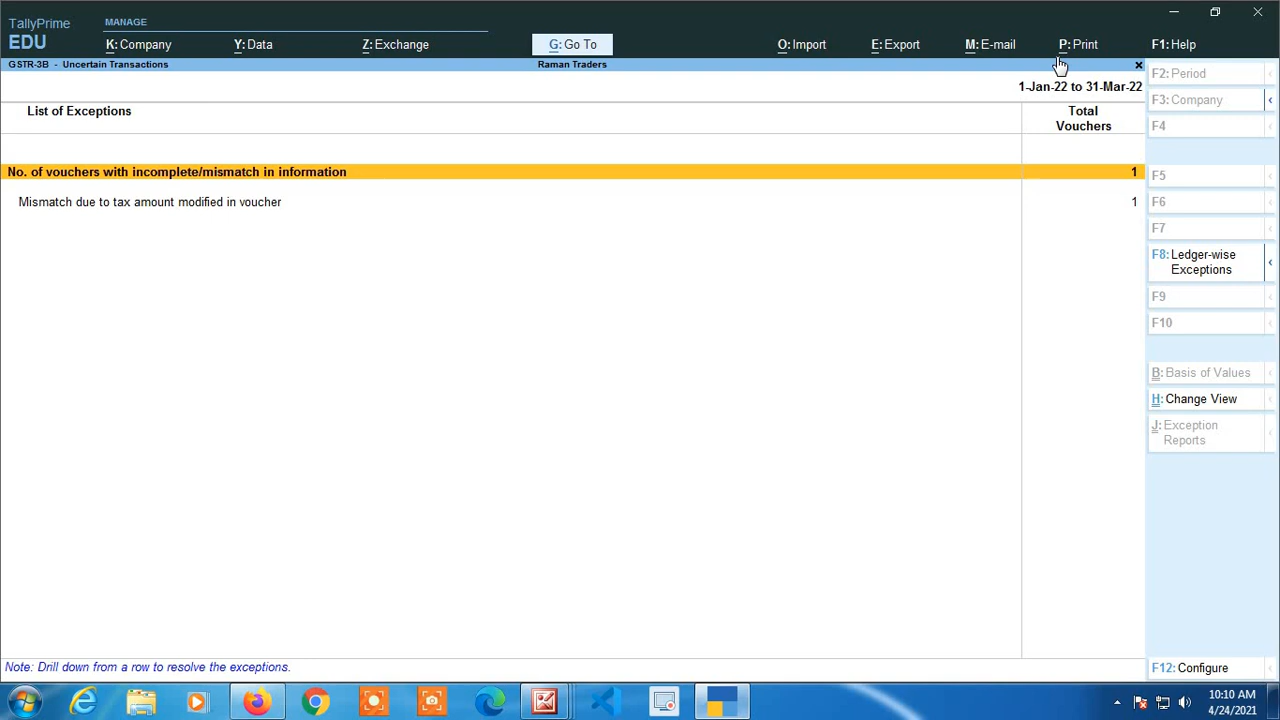 TallyPrime
EDU
MANAGE
K: Company
Y: Data
Z: Exchange
G: Go To
O: Import
E: Export
M: E-mail
P: Print
F1: Help
GSTR-3B - Uncertain Transactions
Raman Traders
1-Jan-22 to 31-Mar-22
List of Exceptions
Total
Vouchers
No. of vouchers with incomplete/mismatch in information
1
Mismatch due to tax amount modified in voucher
1
F2: Period
F3: Company
F4
F5
F6
F7
F8: Ledger-wise
Exceptions
F9
F10
B: Basis of Values
H: Change View
J: Exception
Reports
F12: Configure
Note: Drill down from a row to resolve the exceptions.
10:10 AM
4/24/2021